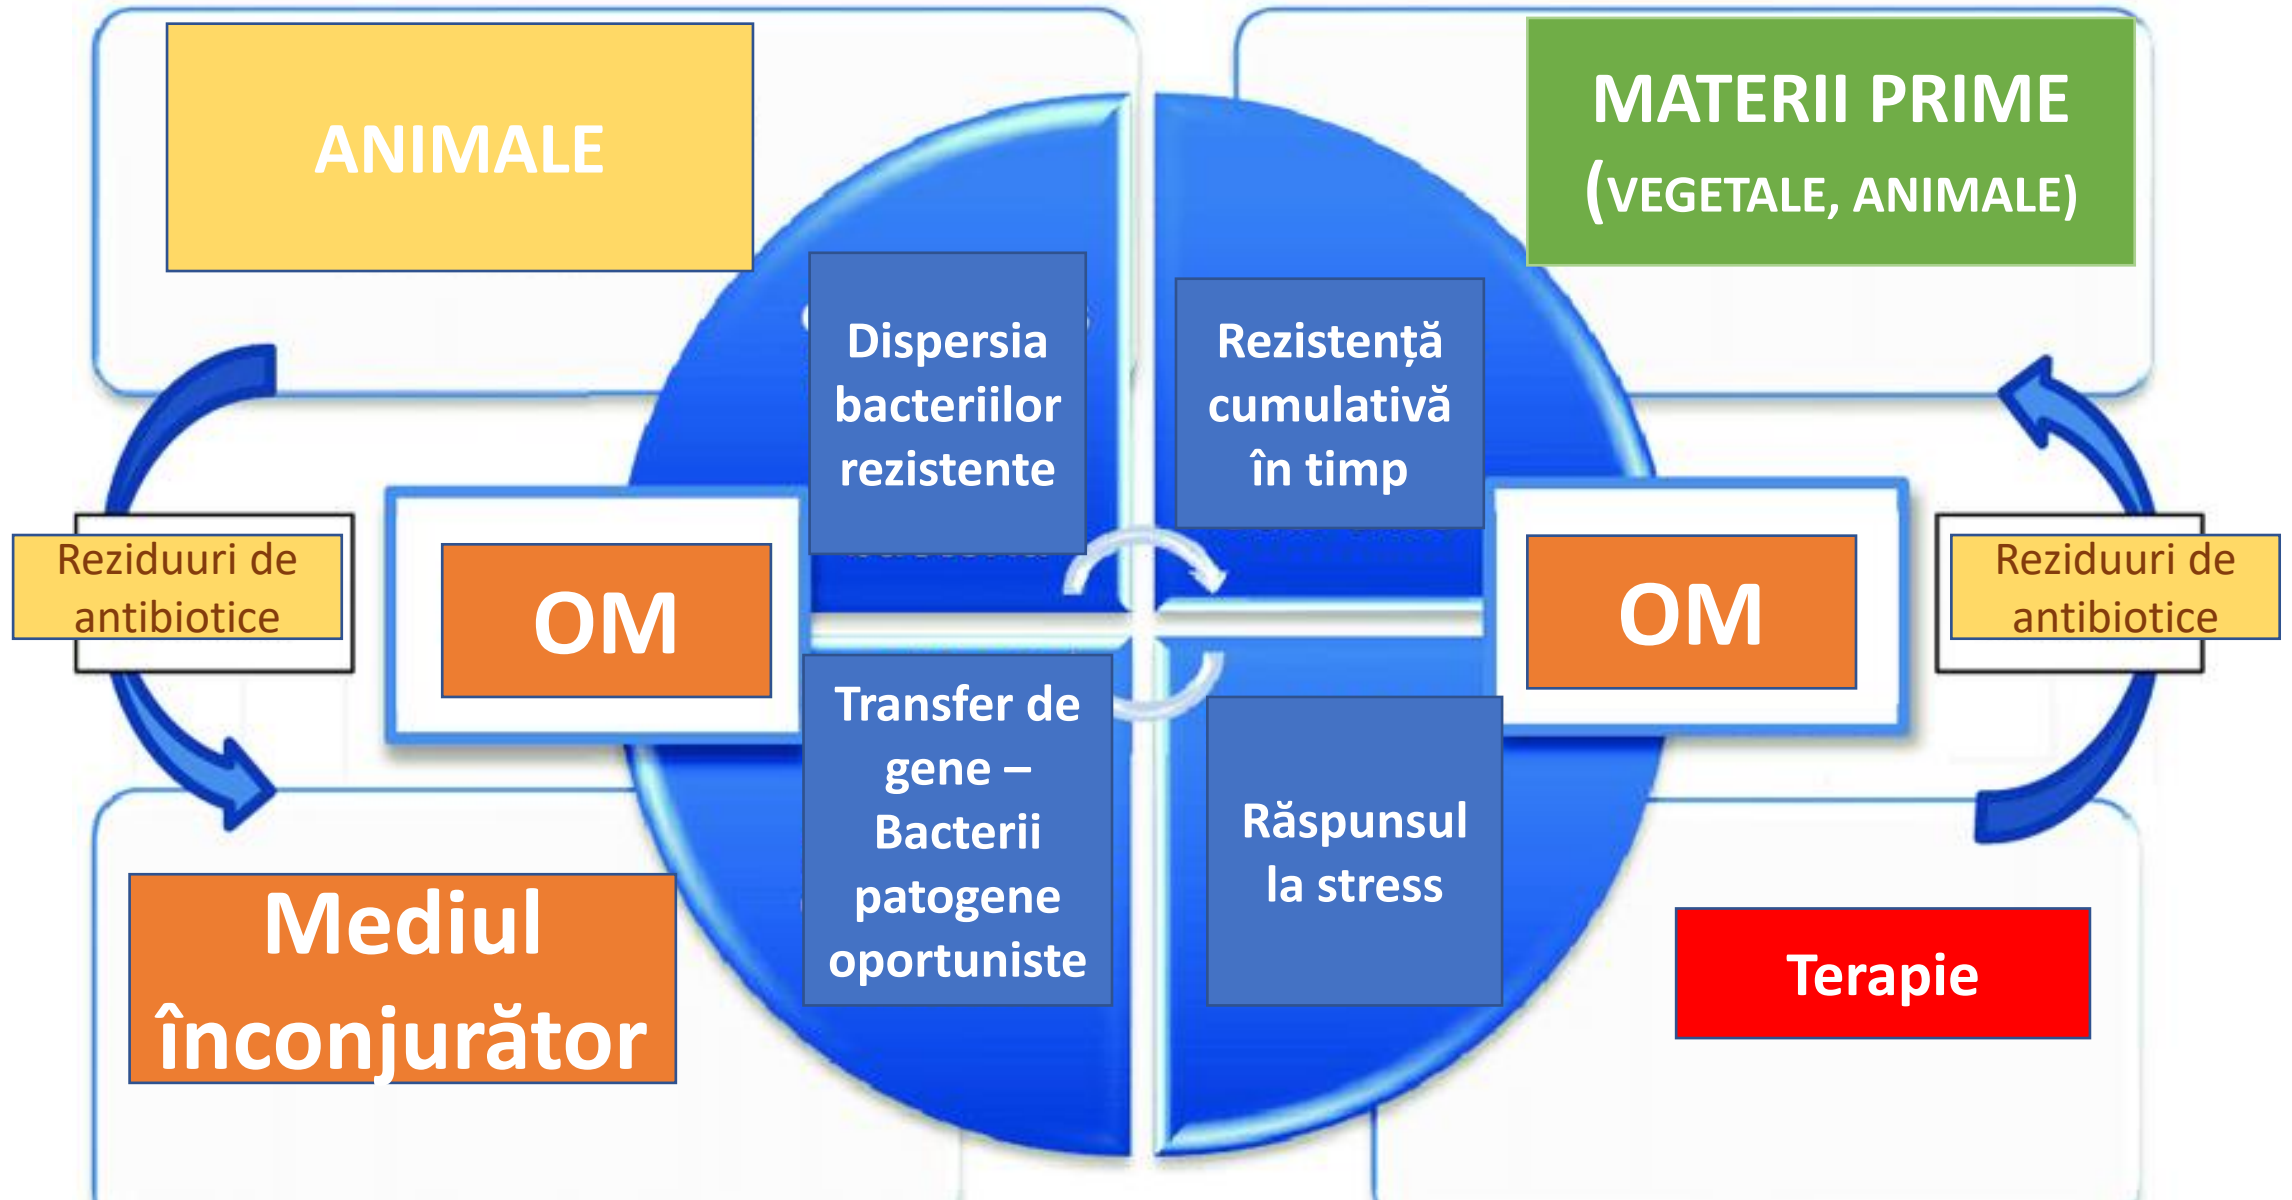 ANIMALE
MATERII PRIME
(VEGETALE, ANIMALE)
Dispersia
bacteriilor
rezistente
Rezistență
cumulativă
în timp
Reziduuri de
antibiotice
OM
OM
Reziduuri de
antibiotice
Transfer de
gene –
Bacterii
patogene
oportuniste
Răspunsul
la stress
Mediul
înconjurător
Terapie